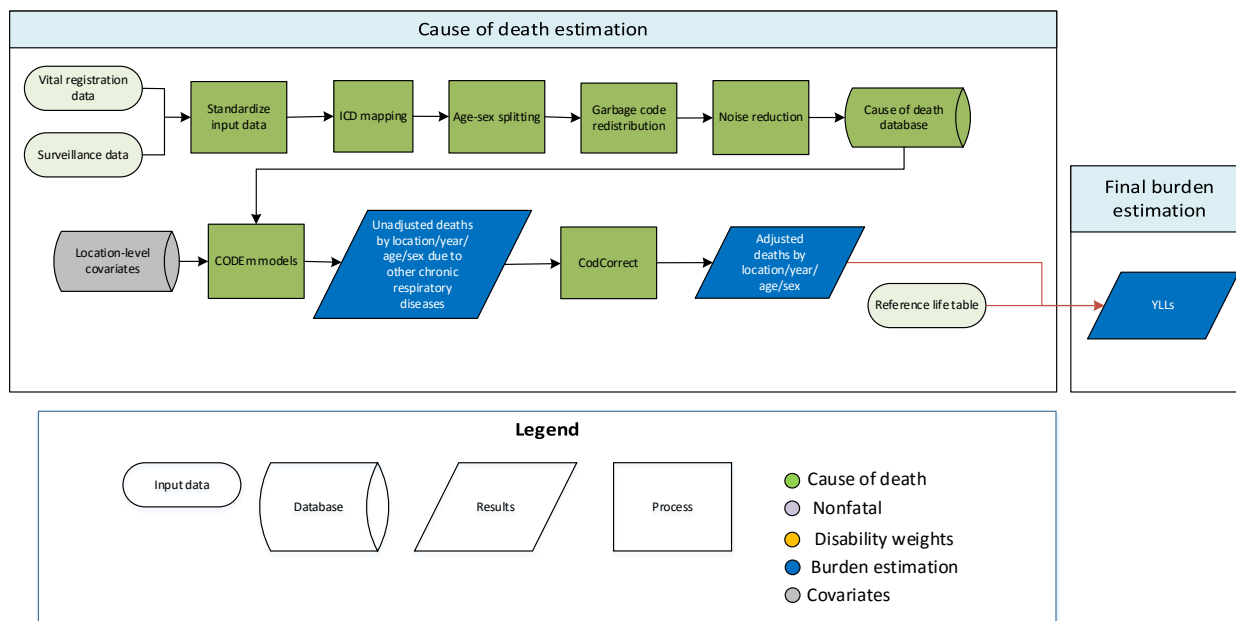 Cause of death estimation
Vital registration
data
Surveillance data
Standardize
input data
ICD mapping
Age-sex splitting
Garbage code
redistribution
Noise reduction
Cause of death
database
Location-level
covariates
CODEm models
Unadjusted deaths
by location/year/
age/sex due to
other chronic
respiratory
diseases
CodCorrect
Adjusted
deaths by
location/year/
age/sex
Reference life table
Final burden
estimation
YLLs
Legend
Input data
Database
Results
Process
Cause of death
Nonfatal
Disability weights
Burden estimation
Covariates